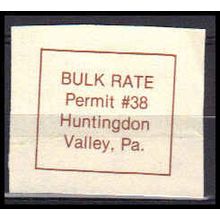 BULK RATE
Permit #38
Huntingdon
Valley, Pa.